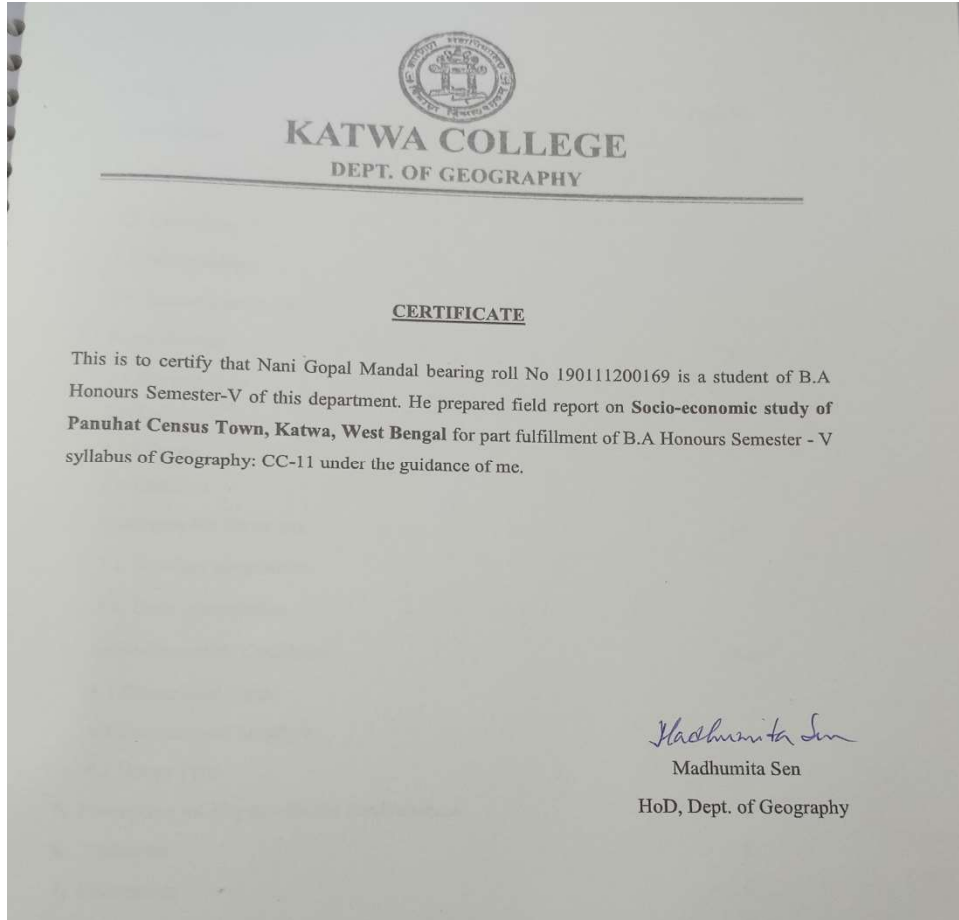 KATWA COLLEGE
DEPT. OF GEOGRAPHY
CERTIFICATE
This is to certify that Nani Gopal Mandal bearing roll No 190111200169 is a student of B.A
Honours Semester-V of this department. He prepared field report on Socio-economic study of
Panuhat Census Town, Katwa, West Bengal for part fulfillment of B.A Honours Semester - V
syllabus of Geography: CC-11 under the guidance of me.
Madhumita Sen
Madhumita Sen
HoD, Dept. of Geography